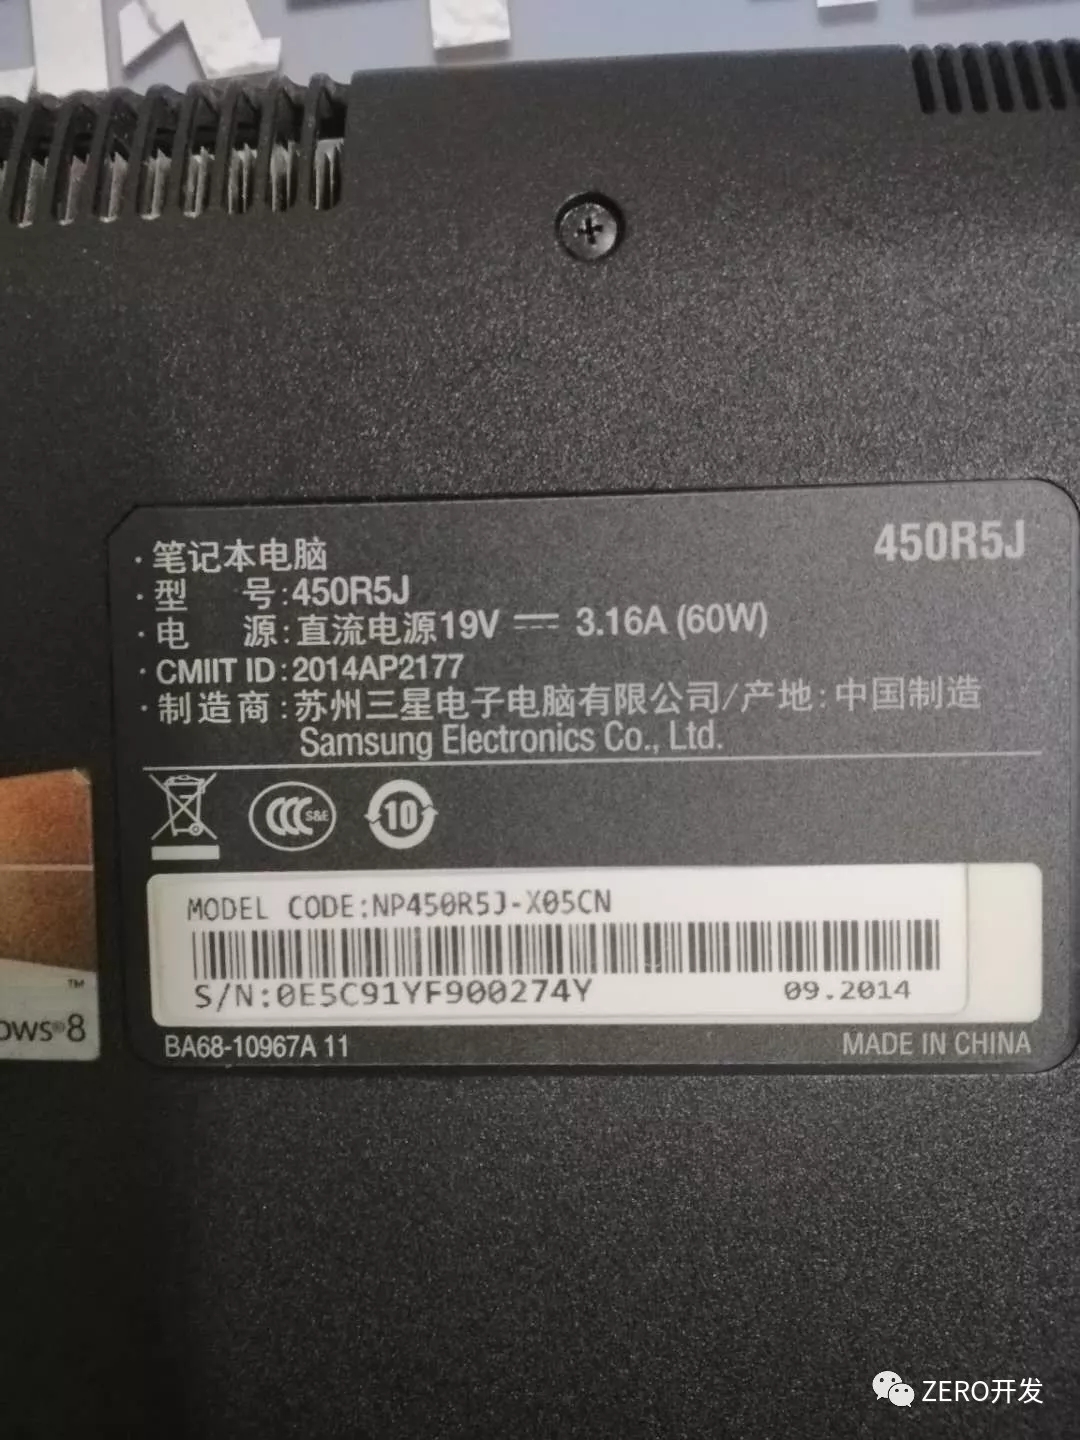 450R5J
·笔记本电脑
·型 号:450R5J
·电 源:直流电源19V ⎓ 3.16A (60W)
·CMIIT ID:2014AP2177
·制造商:苏州三星电子电脑有限公司/产地:中国制造
Samsung Electronics Co., Ltd.
CCC S&E
10
MODEL CODE:NP450R5J-X05CN
S/N:0E5C91YF900274Y 09.2014
BA68-10967A 11 MADE IN CHINA
™
ows®8
ZERO开发